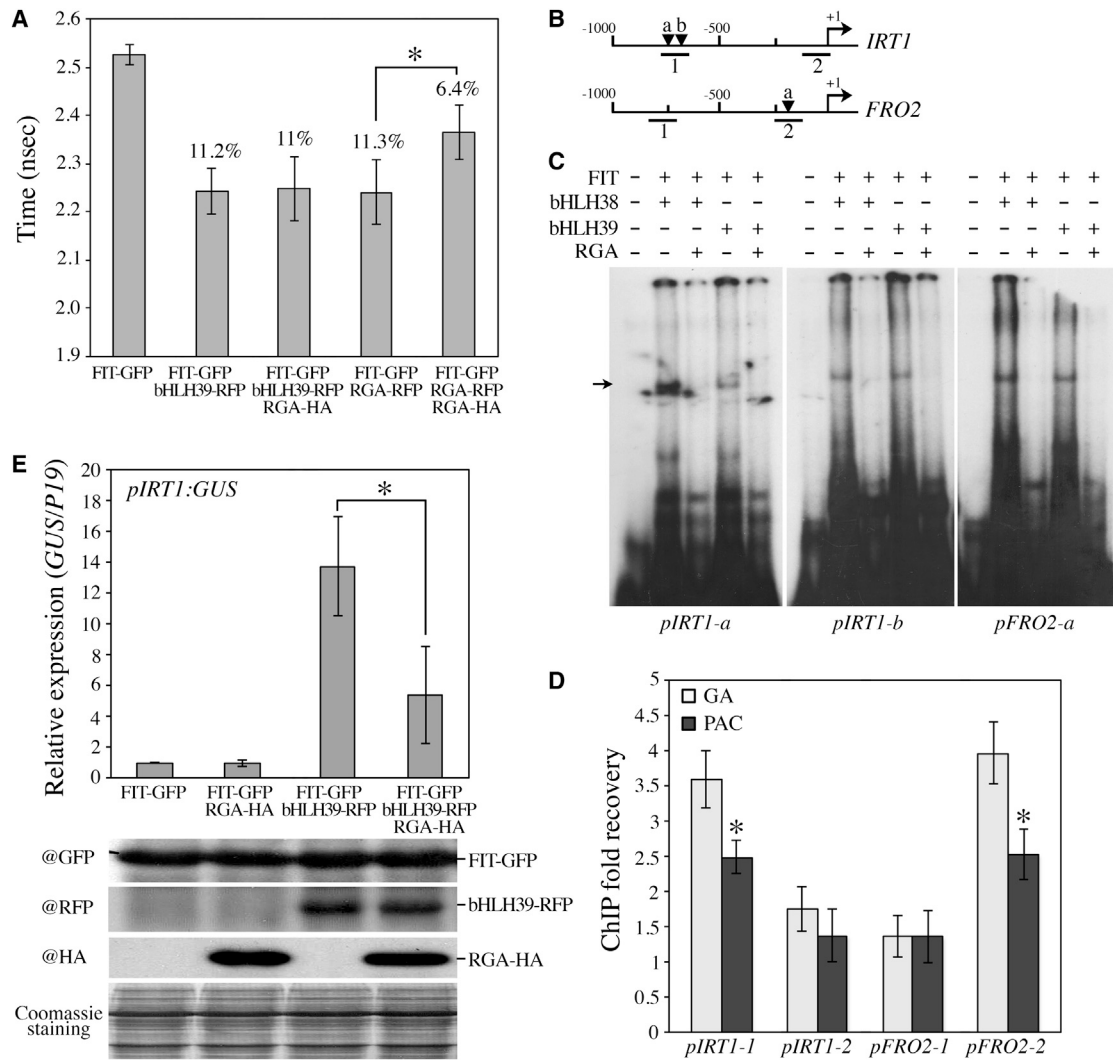 A
2.6
2.5
2.4
2.3
2.2
2.1
2.0
1.9
Time (nsec)
11.2%
11%
11.3%
6.4%
*
FIT-GFP
FIT-GFP
bHLH39-RFP
FIT-GFP
bHLH39-RFP
RGA-HA
FIT-GFP
RGA-RFP
FIT-GFP
RGA-RFP
RGA-HA
B
-1000
a b
-500
+1
IRT1
1
2
-1000
-500
a
+1
FRO2
1
2
C
FIT – + + + + – + + + + – + + + +
bHLH38 – + + – – – + + – – – + + – –
bHLH39 – – – + + – – – + + – – – + +
RGA – – + – + – – + – + – – + – +
pIRT1-a
pIRT1-b
pFRO2-a
E
pIRT1:GUS
20
18
16
14
12
10
8
6
4
2
0
Relative expression (GUS/P19)
*
FIT-GFP
FIT-GFP
RGA-HA
FIT-GFP
bHLH39-RFP
FIT-GFP
bHLH39-RFP
RGA-HA
@GFP
FIT-GFP
@RFP
bHLH39-RFP
@HA
RGA-HA
Coomassie
staining
D
GA
PAC
5
4.5
4
3.5
3
2.5
2
1.5
1
0.5
0
ChIP fold recovery
*
*
pIRT1-1
pIRT1-2
pFRO2-1
pFRO2-2